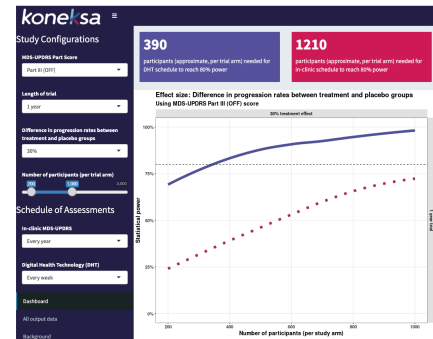 koneksa
Study Configurations
MDS-UPDRS Part Score
Part III (OFF)
Length of trial
1 year
Difference in progression rates between
treatment and placebo groups
30%
Number of participants (per trial arm)
200 1,000 3,000
Schedule of Assessments
In-clinic MDS-UPDRS
Every year
Digital Health Technology (DHT)
Every week
Dashboard
All output data
Background
390
participants (approximate, per trial arm) needed for
DHT schedule to reach 80% power
1210
participants (approximate, per trial arm) needed for
in-clinic schedule to reach 80% power
Effect size: Difference in progression rates between treatment and placebo groups
Using MDS-UPDRS Part III (OFF) score
30% treatment effect
100%
75%
50%
25%
0%
Statistical power
1 year trial
200 400 600 800 1000
Number of participants (per study arm)